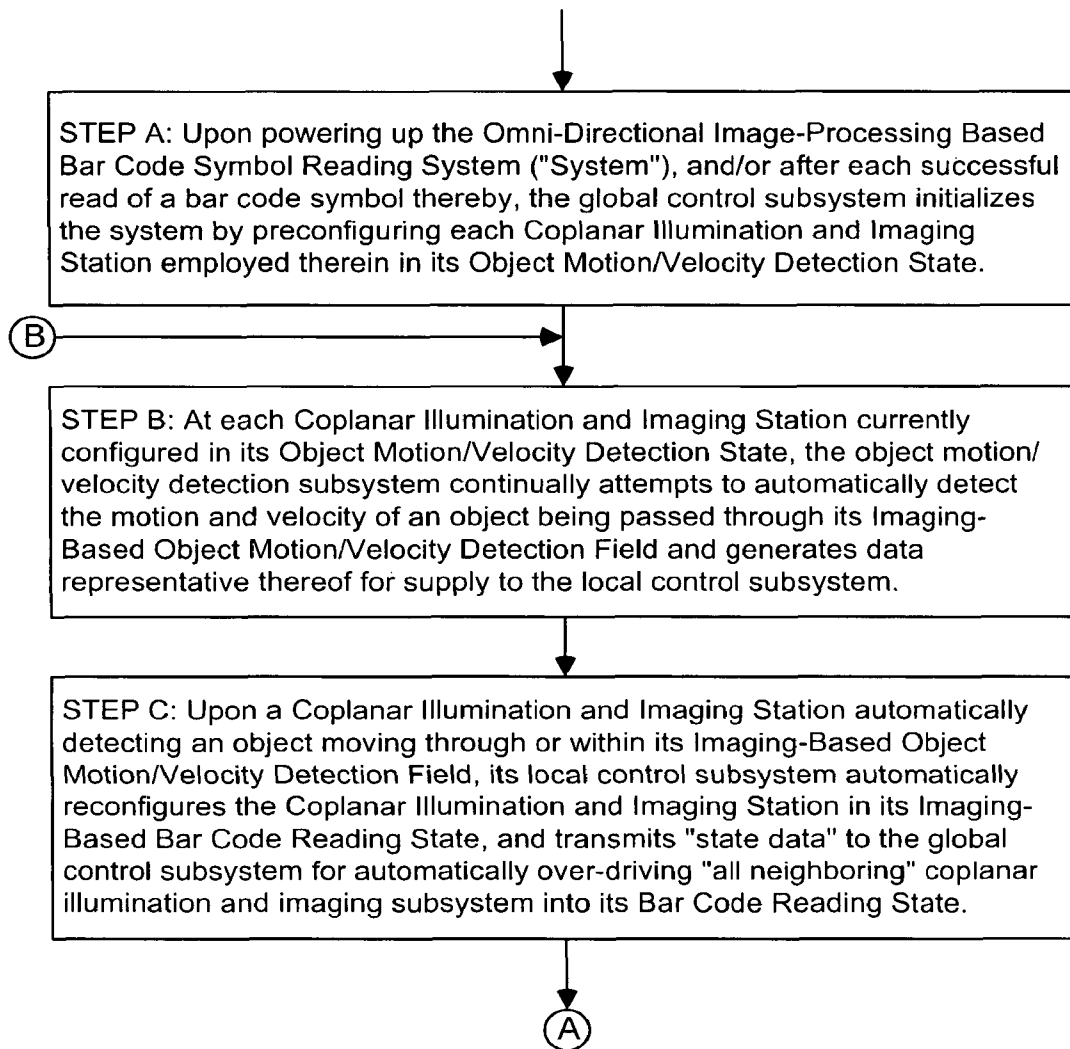 STEP A: Upon powering up the Omni-Directional Image-Processing Based
Bar Code Symbol Reading System ("System"), and/or after each successful
read of a bar code symbol thereby, the global control subsystem initializes
the system by preconfiguring each Coplanar Illumination and Imaging
Station employed therein in its Object Motion/Velocity Detection State.
B
STEP B: At each Coplanar Illumination and Imaging Station currently
configured in its Object Motion/Velocity Detection State, the object motion/
velocity detection subsystem continually attempts to automatically detect
the motion and velocity of an object being passed through its Imaging-
Based Object Motion/Velocity Detection Field and generates data
representative thereof for supply to the local control subsystem.
STEP C: Upon a Coplanar Illumination and Imaging Station automatically
detecting an object moving through or within its Imaging-Based Object
Motion/Velocity Detection Field, its local control subsystem automatically
reconfigures the Coplanar Illumination and Imaging Station in its Imaging-
Based Bar Code Reading State, and transmits "state data" to the global
control subsystem for automatically over-driving "all neighboring" coplanar
illumination and imaging subsystem into its Bar Code Reading State.
A